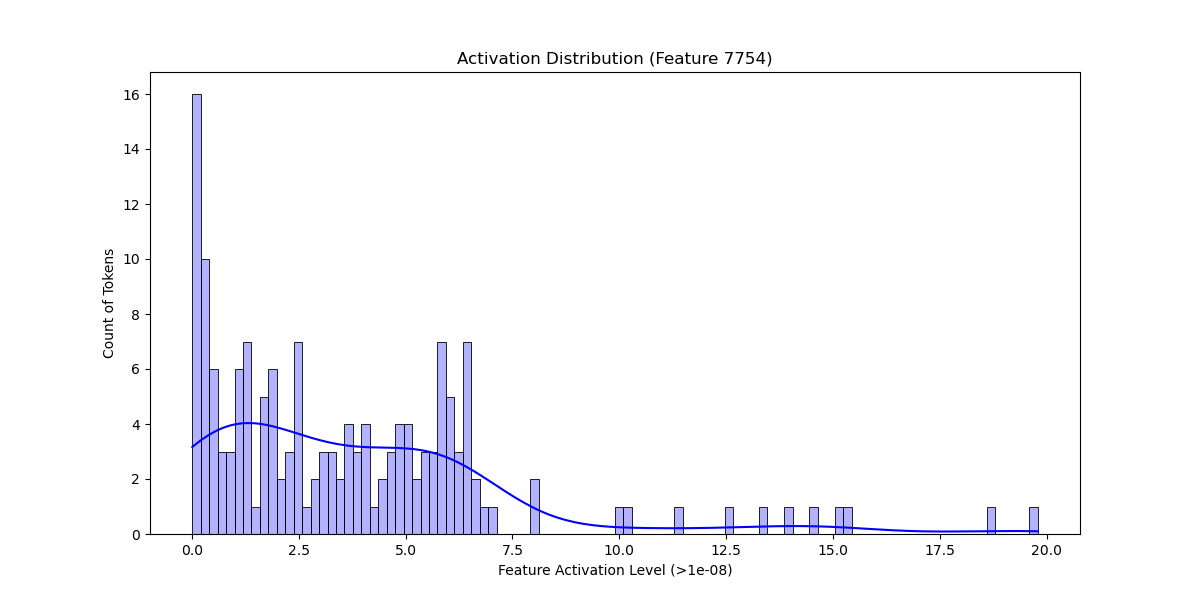 Activation Distribution (Feature 7754)
Count of Tokens
16
14
12
10
8
6
4
2
0
0.0 2.5 5.0 7.5 10.0 12.5 15.0 17.5 20.0
Feature Activation Level (>1e-08)